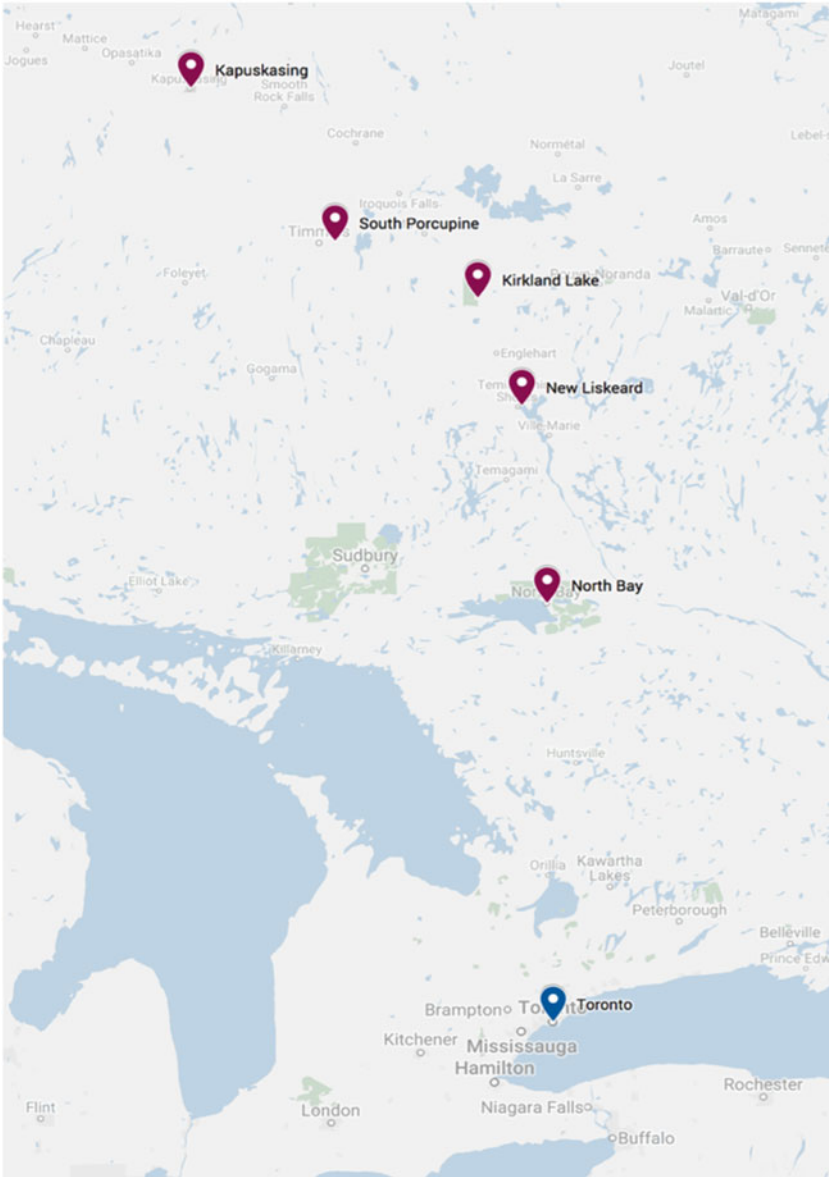 Hearst
Mattice
Jogues
Opasatika
Kapuskasing
Smooth
Rock Falls
Matagami
Joutel
Cochrane
Normétal
Lebel-s
La Sarre
Iroquois Falls
South Porcupine
Amos
Foleyet
Kirkland Lake
Barraute
Sennete
Val-d'Or
Malartic
Chapleau
Englehart
Gogama
New Liskeard
Ville-Marie
Temagami
Sudbury
Elliot Lake
North Bay
Killarney
Huntsville
Orillia
Kawartha
Lakes
Peterborough
Belleville
Prince Edw
Brampton
Toronto
Kitchener
Mississauga
Hamilton
Rochester
Flint
London
Niagara Falls
Buffalo